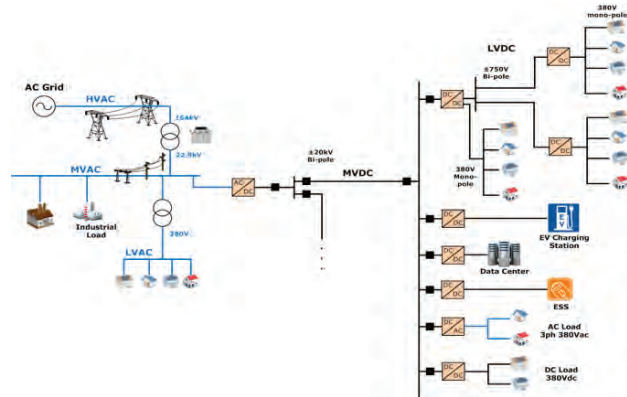 380V
mono-pole
LVDC
AC Grid
HVAC
154kV
±750V
Bi-pole
DC
DC
DC
DC
22.9kV
MVAC
±20kV
Bi-pole
MVDC
380V
Mono-
pole
DC
DC
AC
DC
Industrial
Load
380V
LVAC
DC
DC
EV
EV Charging
Station
DC
DC
Data Center
DC
DC
ESS
DC
AC
AC Load
3ph 380Vac
DC
DC
DC Load
380Vdc